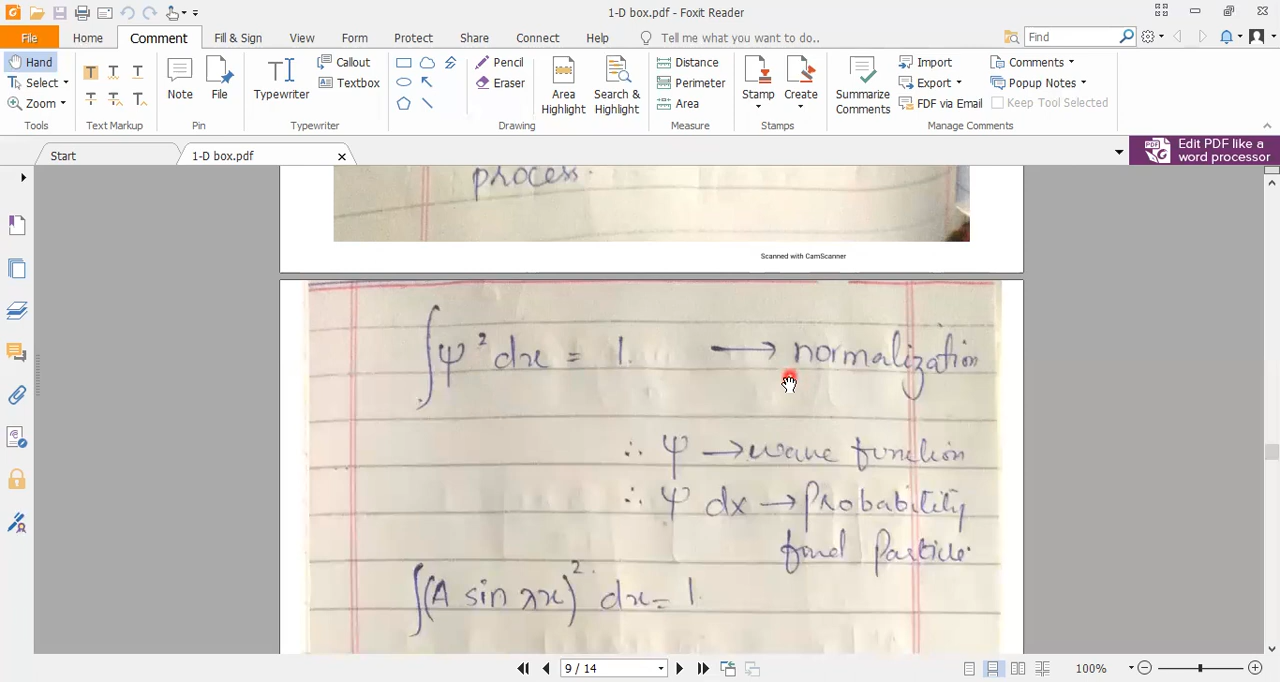 1-D box.pdf - Foxit Reader
File Home Comment Fill & Sign View Form Protect Share Connect Help Tell me what you want to do.. Find
Hand
Select
Zoom
Tools
Text Markup
Note File
Pin
Typewriter Callout
Textbox
Typewriter
Pencil
Eraser
Area Highlight Search & Highlight
Drawing
Distance
Perimeter
Area
Measure
Stamp Create
Stamps
Summarize Comments
Import Comments
Export Popup Notes
FDF via Email Keep Tool Selected
Manage Comments
Start 1-D box.pdf
Edit PDF like a word processor
process.
Scanned with CamScanner
∫ψ² dx = 1. → normalization
∴ ψ → wave function
∴ ψ dx → Probability
found Particle.
∫(A sin λx)² dx = 1.
9 / 14 100%